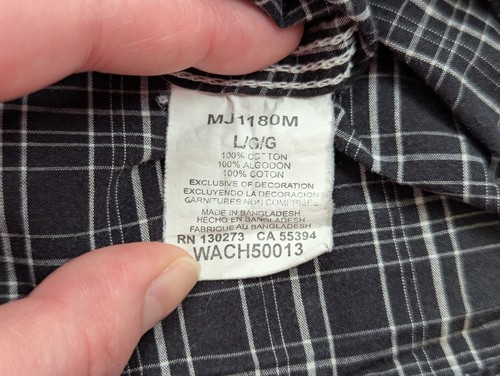 MJ1180M
L/G/G
100% COTTON
100% ALGODON
100% COTON
EXCLUSIVE OF DECORATION
EXCLUYENDO LA DECORACION
GARNITURES NON COMPRISES
MADE IN BANGLADESH
HECHO EN BANGLADESH
FABRIQUE AU BANGLADESH
RN 130273 CA 55394
WACH50013